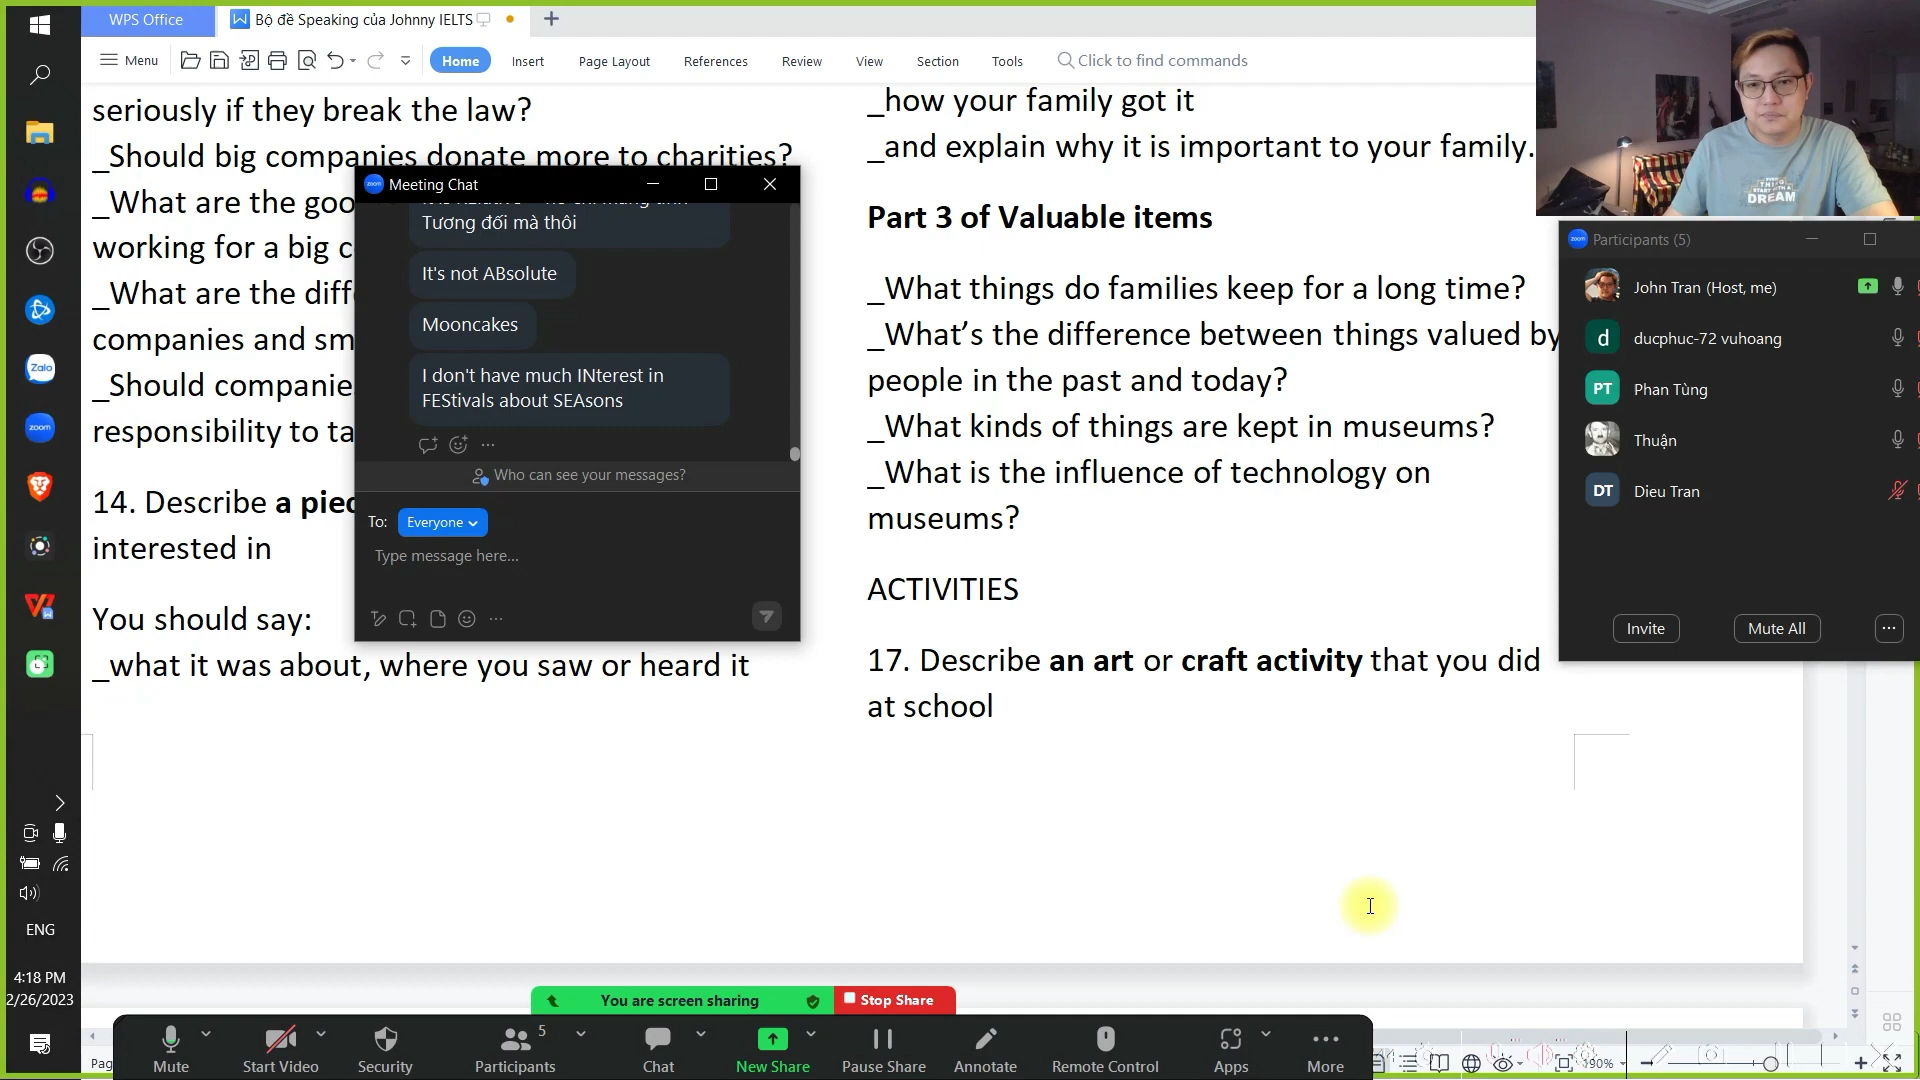 WPS Office
Bộ đề Speaking của Johnny IELTS
Menu
Home
Insert
Page Layout
References
Review
View
Section
Tools
Click to find commands
seriously if they break the law?
_Should big companies donate more to charities?
_What are the goo
working for a big c
_What are the diffe
companies and sm
_Should companie
responsibility to ta
14. Describe a piec
interested in
You should say:
_what it was about, where you saw or heard it
Meeting Chat
Tương đối mà thôi
It's not ABsolute
Mooncakes
I don't have much INterest in
FEStivals about SEAsons
Who can see your messages?
To: Everyone
Type message here...
_how your family got it
_and explain why it is important to your family.
Part 3 of Valuable items
_What things do families keep for a long time?
_What’s the difference between things valued by
people in the past and today?
_What kinds of things are kept in museums?
_What is the influence of technology on
museums?
ACTIVITIES
17. Describe an art or craft activity that you did
at school
DREAM
Participants (5)
John Tran (Host, me)
d ducphuc-72 vuhoang
PT Phan Tùng
Thuận
DT Dieu Tran
Invite
Mute All
Zalo
zoom
ENG
4:18 PM
2/26/2023
You are screen sharing
Stop Share
Mute
Start Video
Security
Participants
5
Chat
New Share
Pause Share
Annotate
Remote Control
Apps
More
Pag
190%